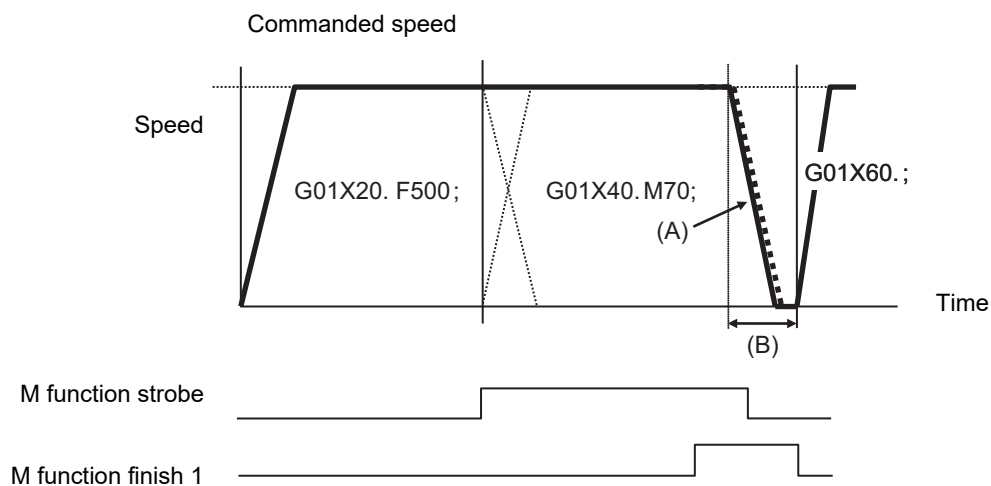 Commanded speed
Speed
G01X20. F500;
G01X40. M70;
G01X60. ;
(A)
Time
(B)
M function strobe
M function finish 1